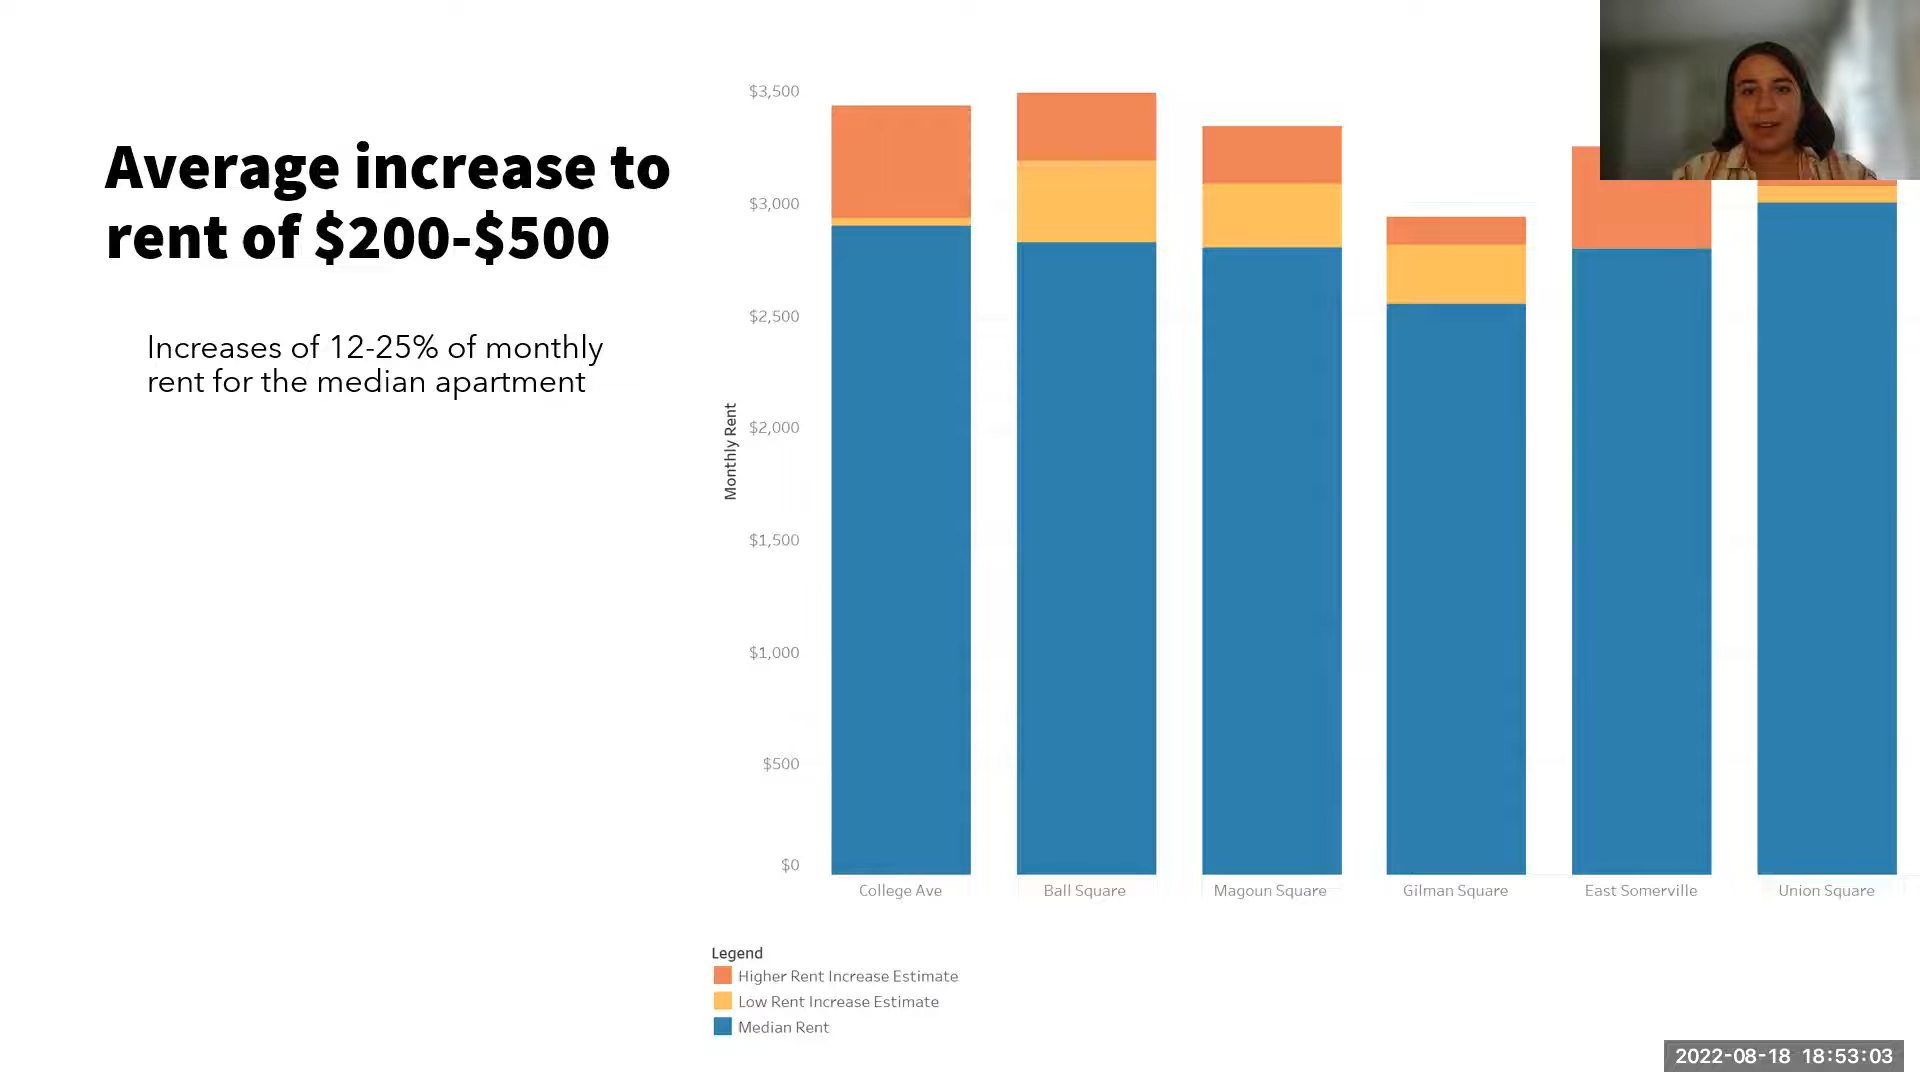 Average increase to
rent of $200-$500
Increases of 12-25% of monthly
rent for the median apartment
Monthly Rent
$3,500
$3,000
$2,500
$2,000
$1,500
$1,000
$500
$0
College Ave
Ball Square
Magoun Square
Gilman Square
East Somerville
Union Square
Legend
Higher Rent Increase Estimate
Low Rent Increase Estimate
Median Rent
2022-08-18 18:53:03